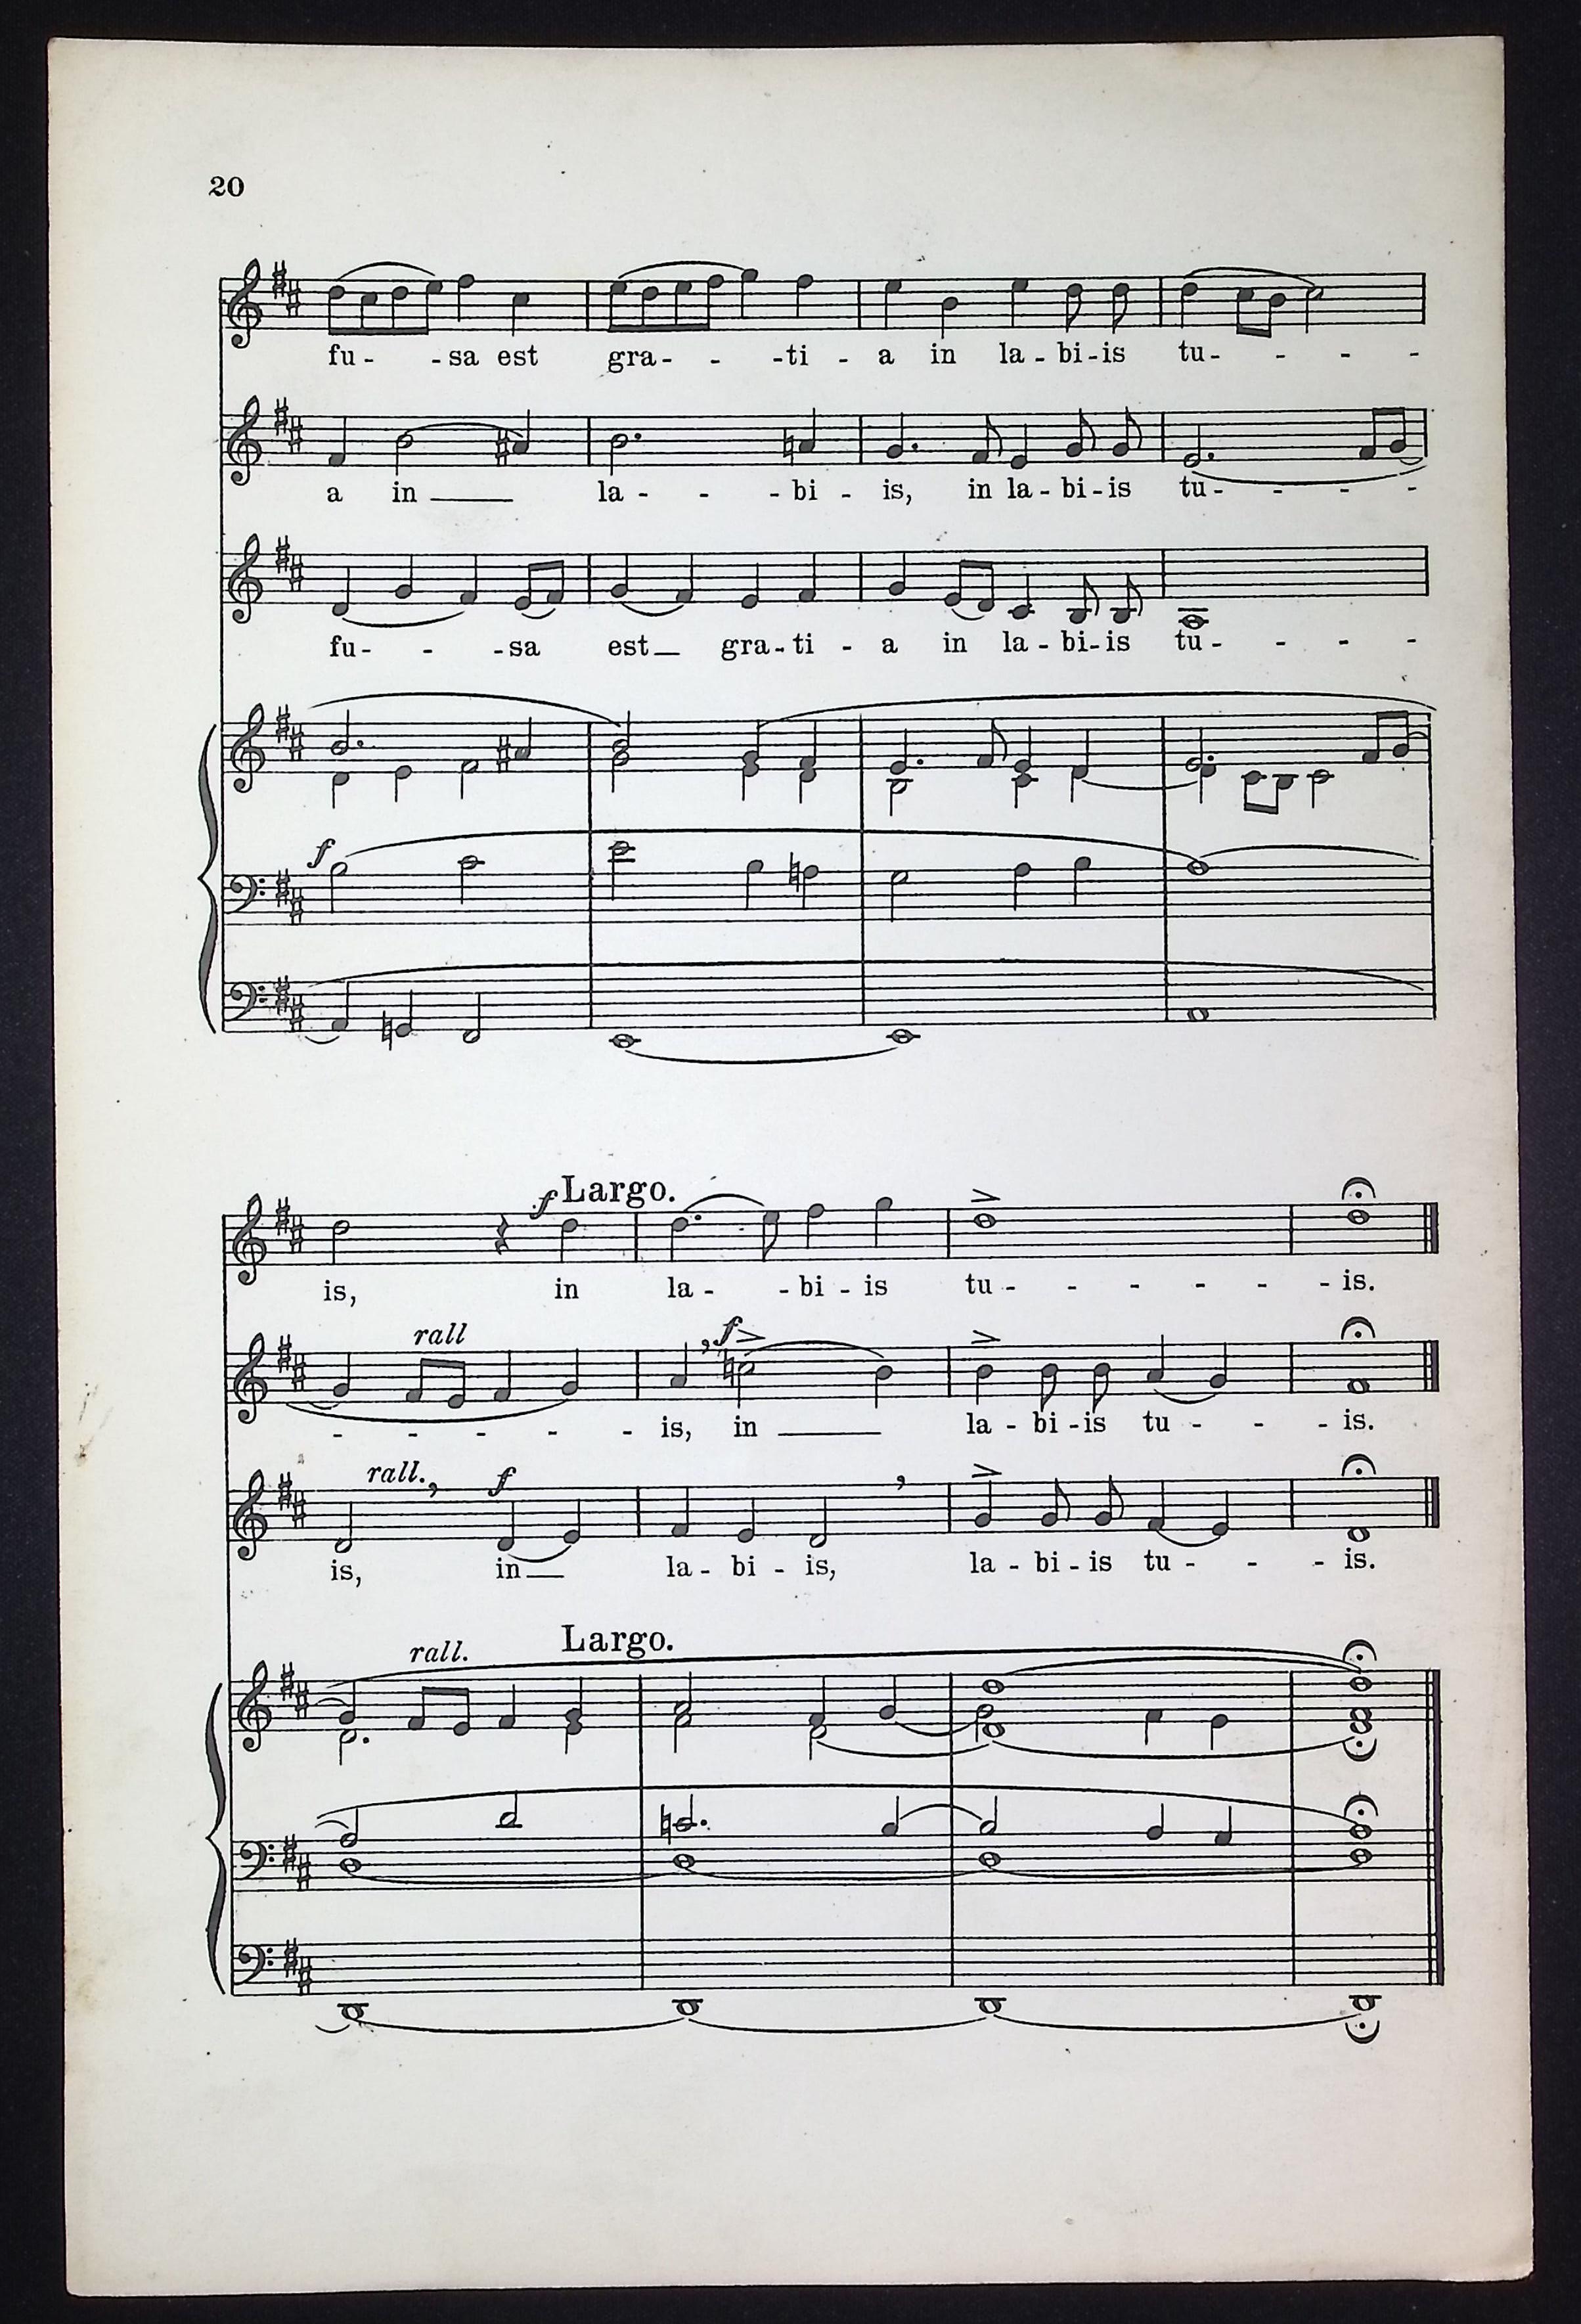 20
fu - - sa est gra - - - ti - a in la - bi - is tu - - - -
a in la - - - bi - is, in la - bi - is tu - - - -
fu - - - sa est gra - ti - a in la - bi - is tu - - - -
f
f Largo.
is, in la - - bi - is tu - - - - - - is.
rall f
- - - - - is, in la - bi - is tu - - - is.
rall., f
is, in la - bi - is, la - bi - is tu - - - is.
rall. Largo.